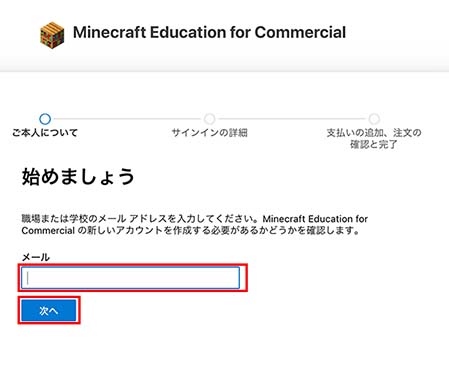 Minecraft Education for Commercial
ご本人について
サインインの詳細
支払いの追加、注文の
確認と完了
始めましょう
職場または学校のメール アドレスを入力してください。Minecraft Education for
Commercial の新しいアカウントを作成する必要があるかどうかを確認します。
メール
次へ